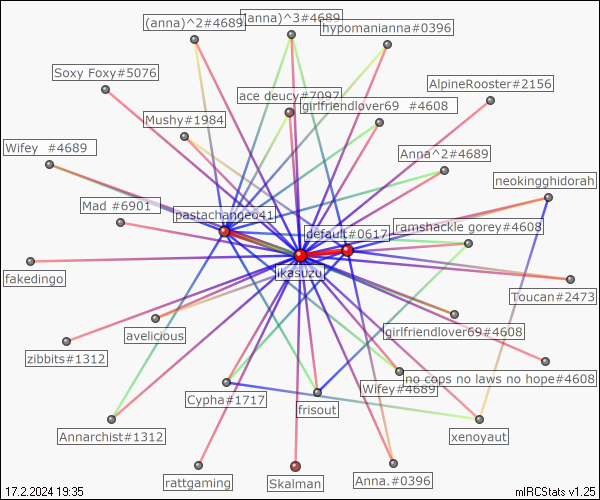 (anna)^2#4689
(anna)^3#4689
hypomanianna#0396
Soxy Foxy#5076
AlpineRooster#2156
ace deucy#7097
girlfriendlover69 #4608
Mushy#1984
Wifey #4689
Anna^2#4689
neokingghidorah
Mad #6901
pastachangeo41
ramshackle gorey#4608
default#0617
ikasuzu
fakedingo
Toucan#2473
avelicious
girlfriendlover69#4608
zibbits#1312
no cops no laws no hope#4608
Wifey#4689
Cypha#1717
frisout
Annarchist#1312
xenoyaut
rattgaming
Skalman
Anna.#0396
17.2.2024 19:35
mIRCStats v1.25